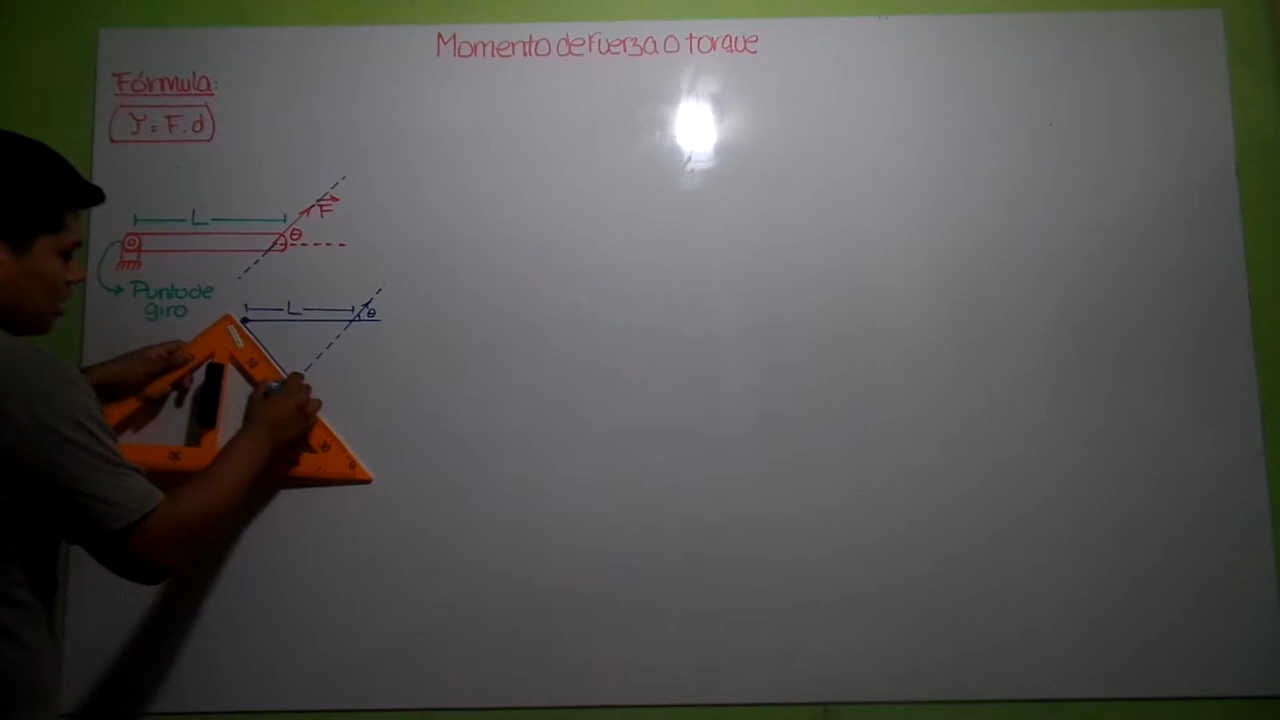 Momento de Fuerza o torque
Fórmula:
Ƴ = F.d
L
F
θ
Punto de
giro
L
θ